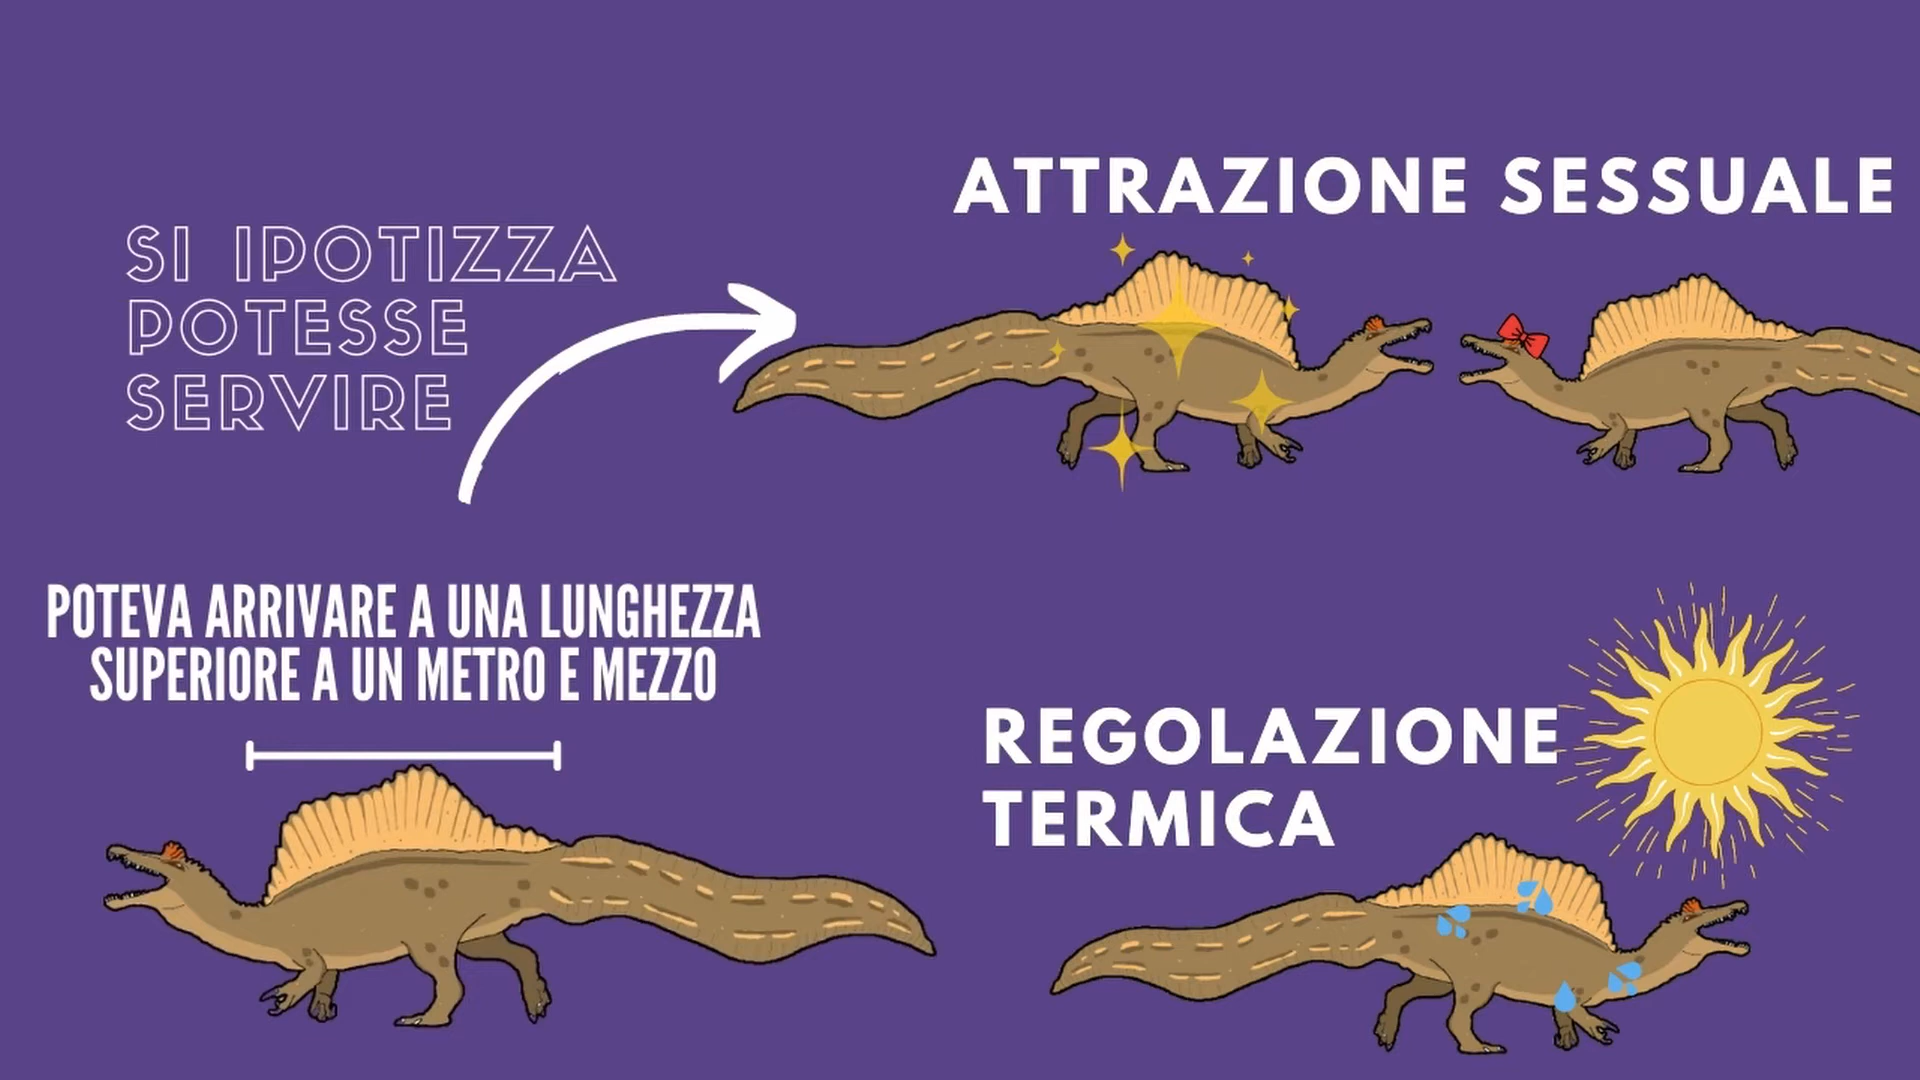 SI IPOTIZZA
POTESSE
SERVIRE
ATTRAZIONE SESSUALE
POTEVA ARRIVARE A UNA LUNGHEZZA
SUPERIORE A UN METRO E MEZZO
REGOLAZIONE
TERMICA